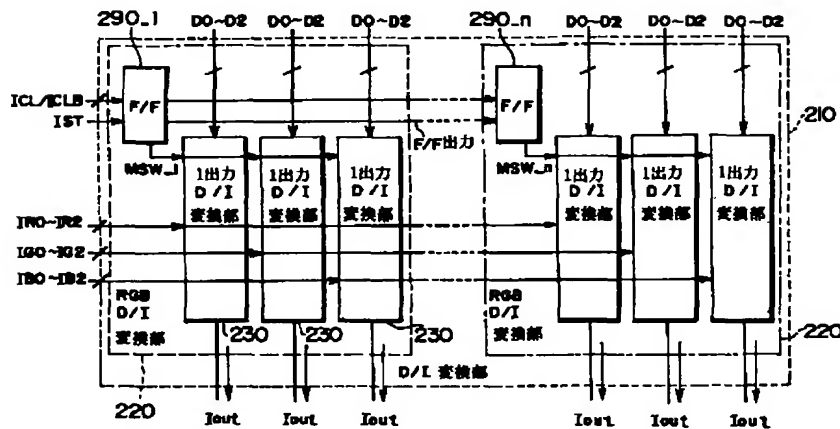 290_1 D0~D2 D0~D2 D0~D2 290_n D0~D2 D0~D2 D0~D2
F/F F/F
ICL/ICLB
IST
F/F出力
210
MSW_1 MSW_n
1出力 1出力 1出力 1出力 1出力 1出力
D/I D/I D/I D/I D/I D/I
変換部 変換部 変換部 変換部 変換部 変換部
IR0~IR2
IG0~IG2
IB0~IB2
RGB RGB
D/I D/I
変換部 変換部
230 230 230
220
D/I 変換部
220
Iout Iout Iout Iout Iout Iout